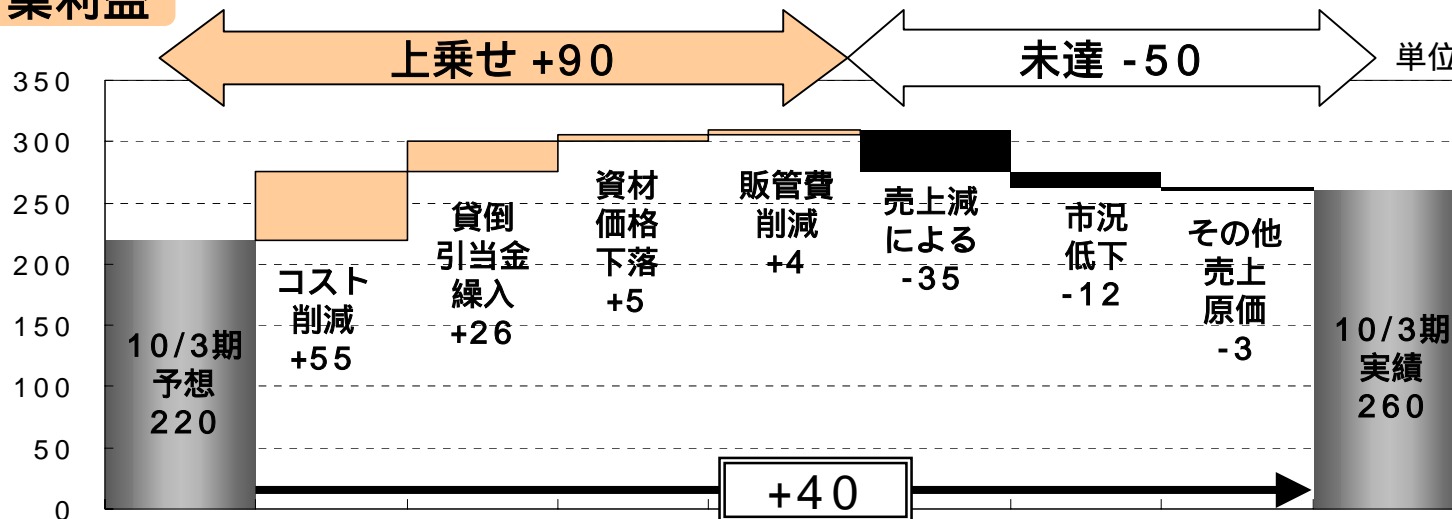 業利益
上乗せ +90
未達 -50
単位
350
300
250
200
150
100
50
0
10/3期
予想
220
コスト
削減
+55
貸倒
引当金
繰入
+26
資材
価格
下落
+5
販管費
削減
+4
売上減
による
-35
市況
低下
-12
その他
売上
原価
-3
10/3期
実績
260
+40